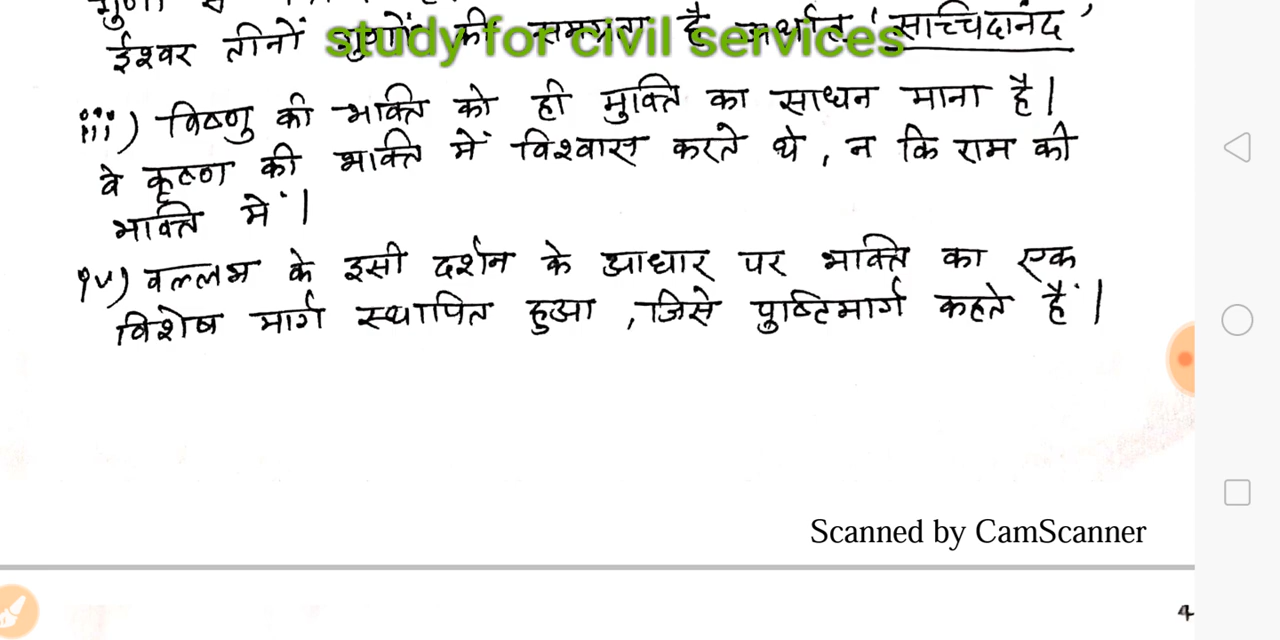 ईश्वर तीनों गुणों की समग्रता है अर्थात 'सच्चिदानंद'
study for civil services
iii) विष्णु की भक्ति को ही मुक्ति का साधन माना है।
वे कृष्ण की भक्ति में विश्वास करते थे, न कि राम की
भक्ति में।
iv) वल्लभ के इसी दर्शन के आधार पर भक्ति का एक
विशेष मार्ग स्थापित हुआ, जिसे पुष्टिमार्ग कहते हैं।
Scanned by CamScanner
4